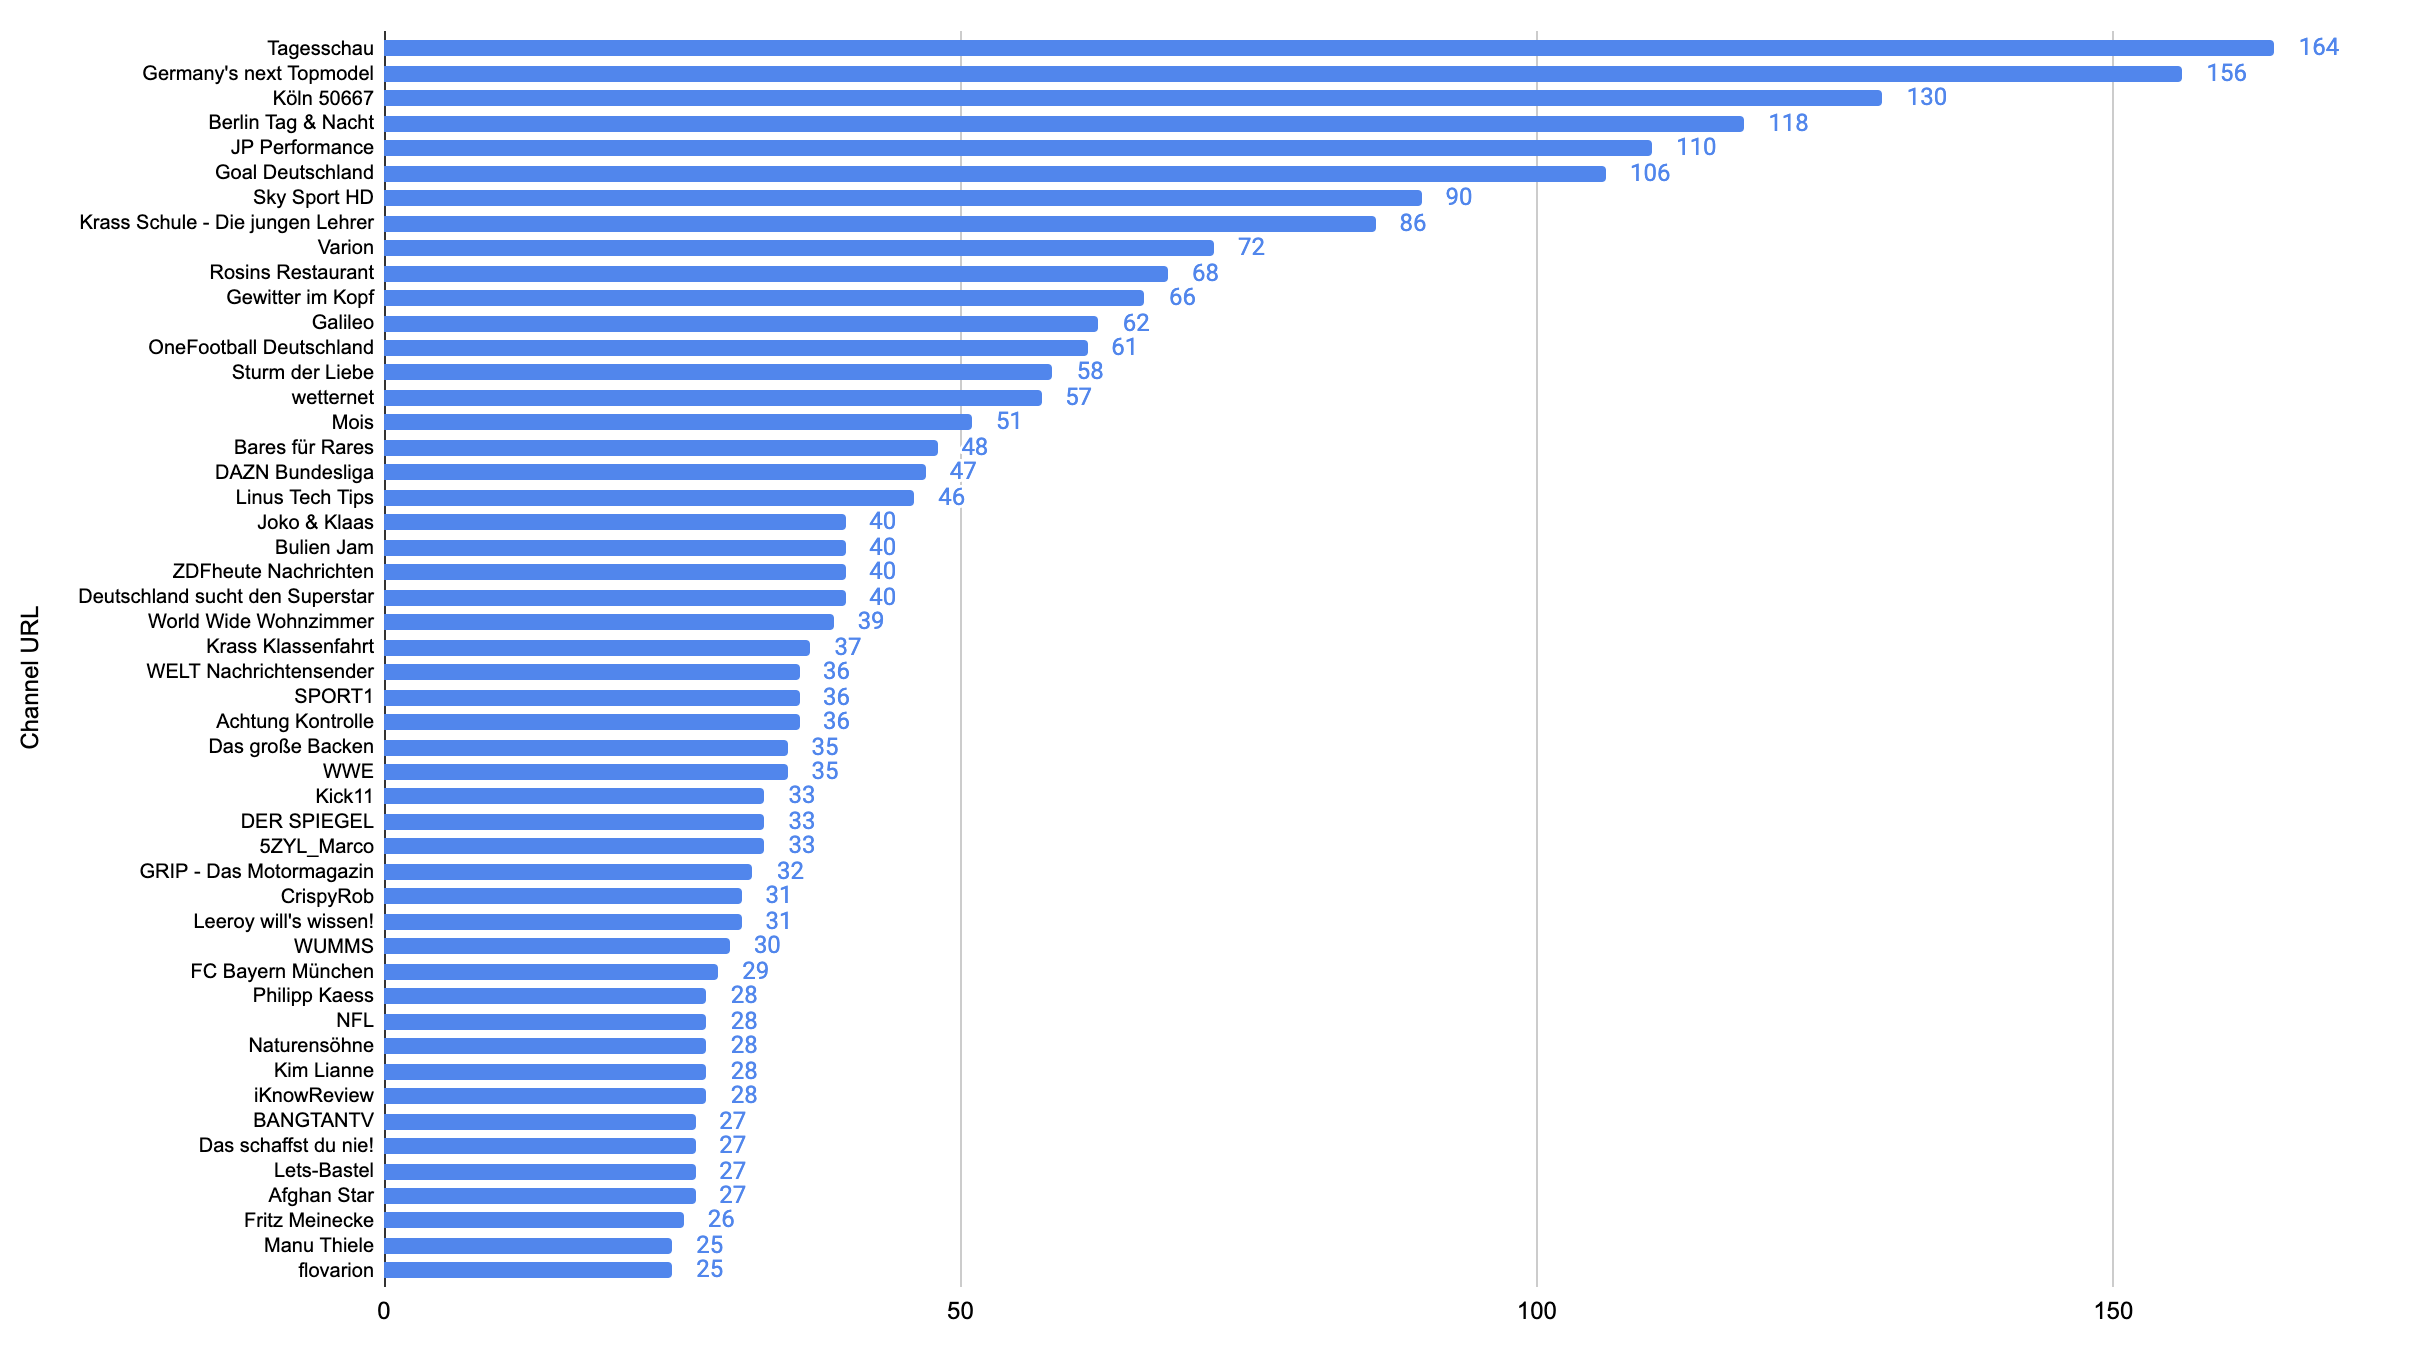 Tagesschau 164
Germany's next Topmodel 156
Köln 50667 130
Berlin Tag & Nacht 118
JP Performance 110
Goal Deutschland 106
Sky Sport HD 90
Krass Schule - Die jungen Lehrer 86
Varion 72
Rosins Restaurant 68
Gewitter im Kopf 66
Galileo 62
OneFootball Deutschland 61
Sturm der Liebe 58
wetternet 57
Mois 51
Bares für Rares 48
DAZN Bundesliga 47
Linus Tech Tips 46
Joko & Klaas 40
Bulien Jam 40
ZDFheute Nachrichten 40
Deutschland sucht den Superstar 40
World Wide Wohnzimmer 39
Krass Klassenfahrt 37
WELT Nachrichtensender 36
SPORT1 36
Achtung Kontrolle 36
Das große Backen 35
WWE 35
Kick11 33
DER SPIEGEL 33
5ZYL_Marco 33
GRIP - Das Motormagazin 32
CrispyRob 31
Leeroy will's wissen! 31
WUMMS 30
FC Bayern München 29
Philipp Kaess 28
NFL 28
Naturensöhne 28
Kim Lianne 28
iKnowReview 28
BANGTANTV 27
Das schaffst du nie! 27
Lets-Bastel 27
Afghan Star 27
Fritz Meinecke 26
Manu Thiele 25
flovarion 25
0 50 100 150
Channel URL